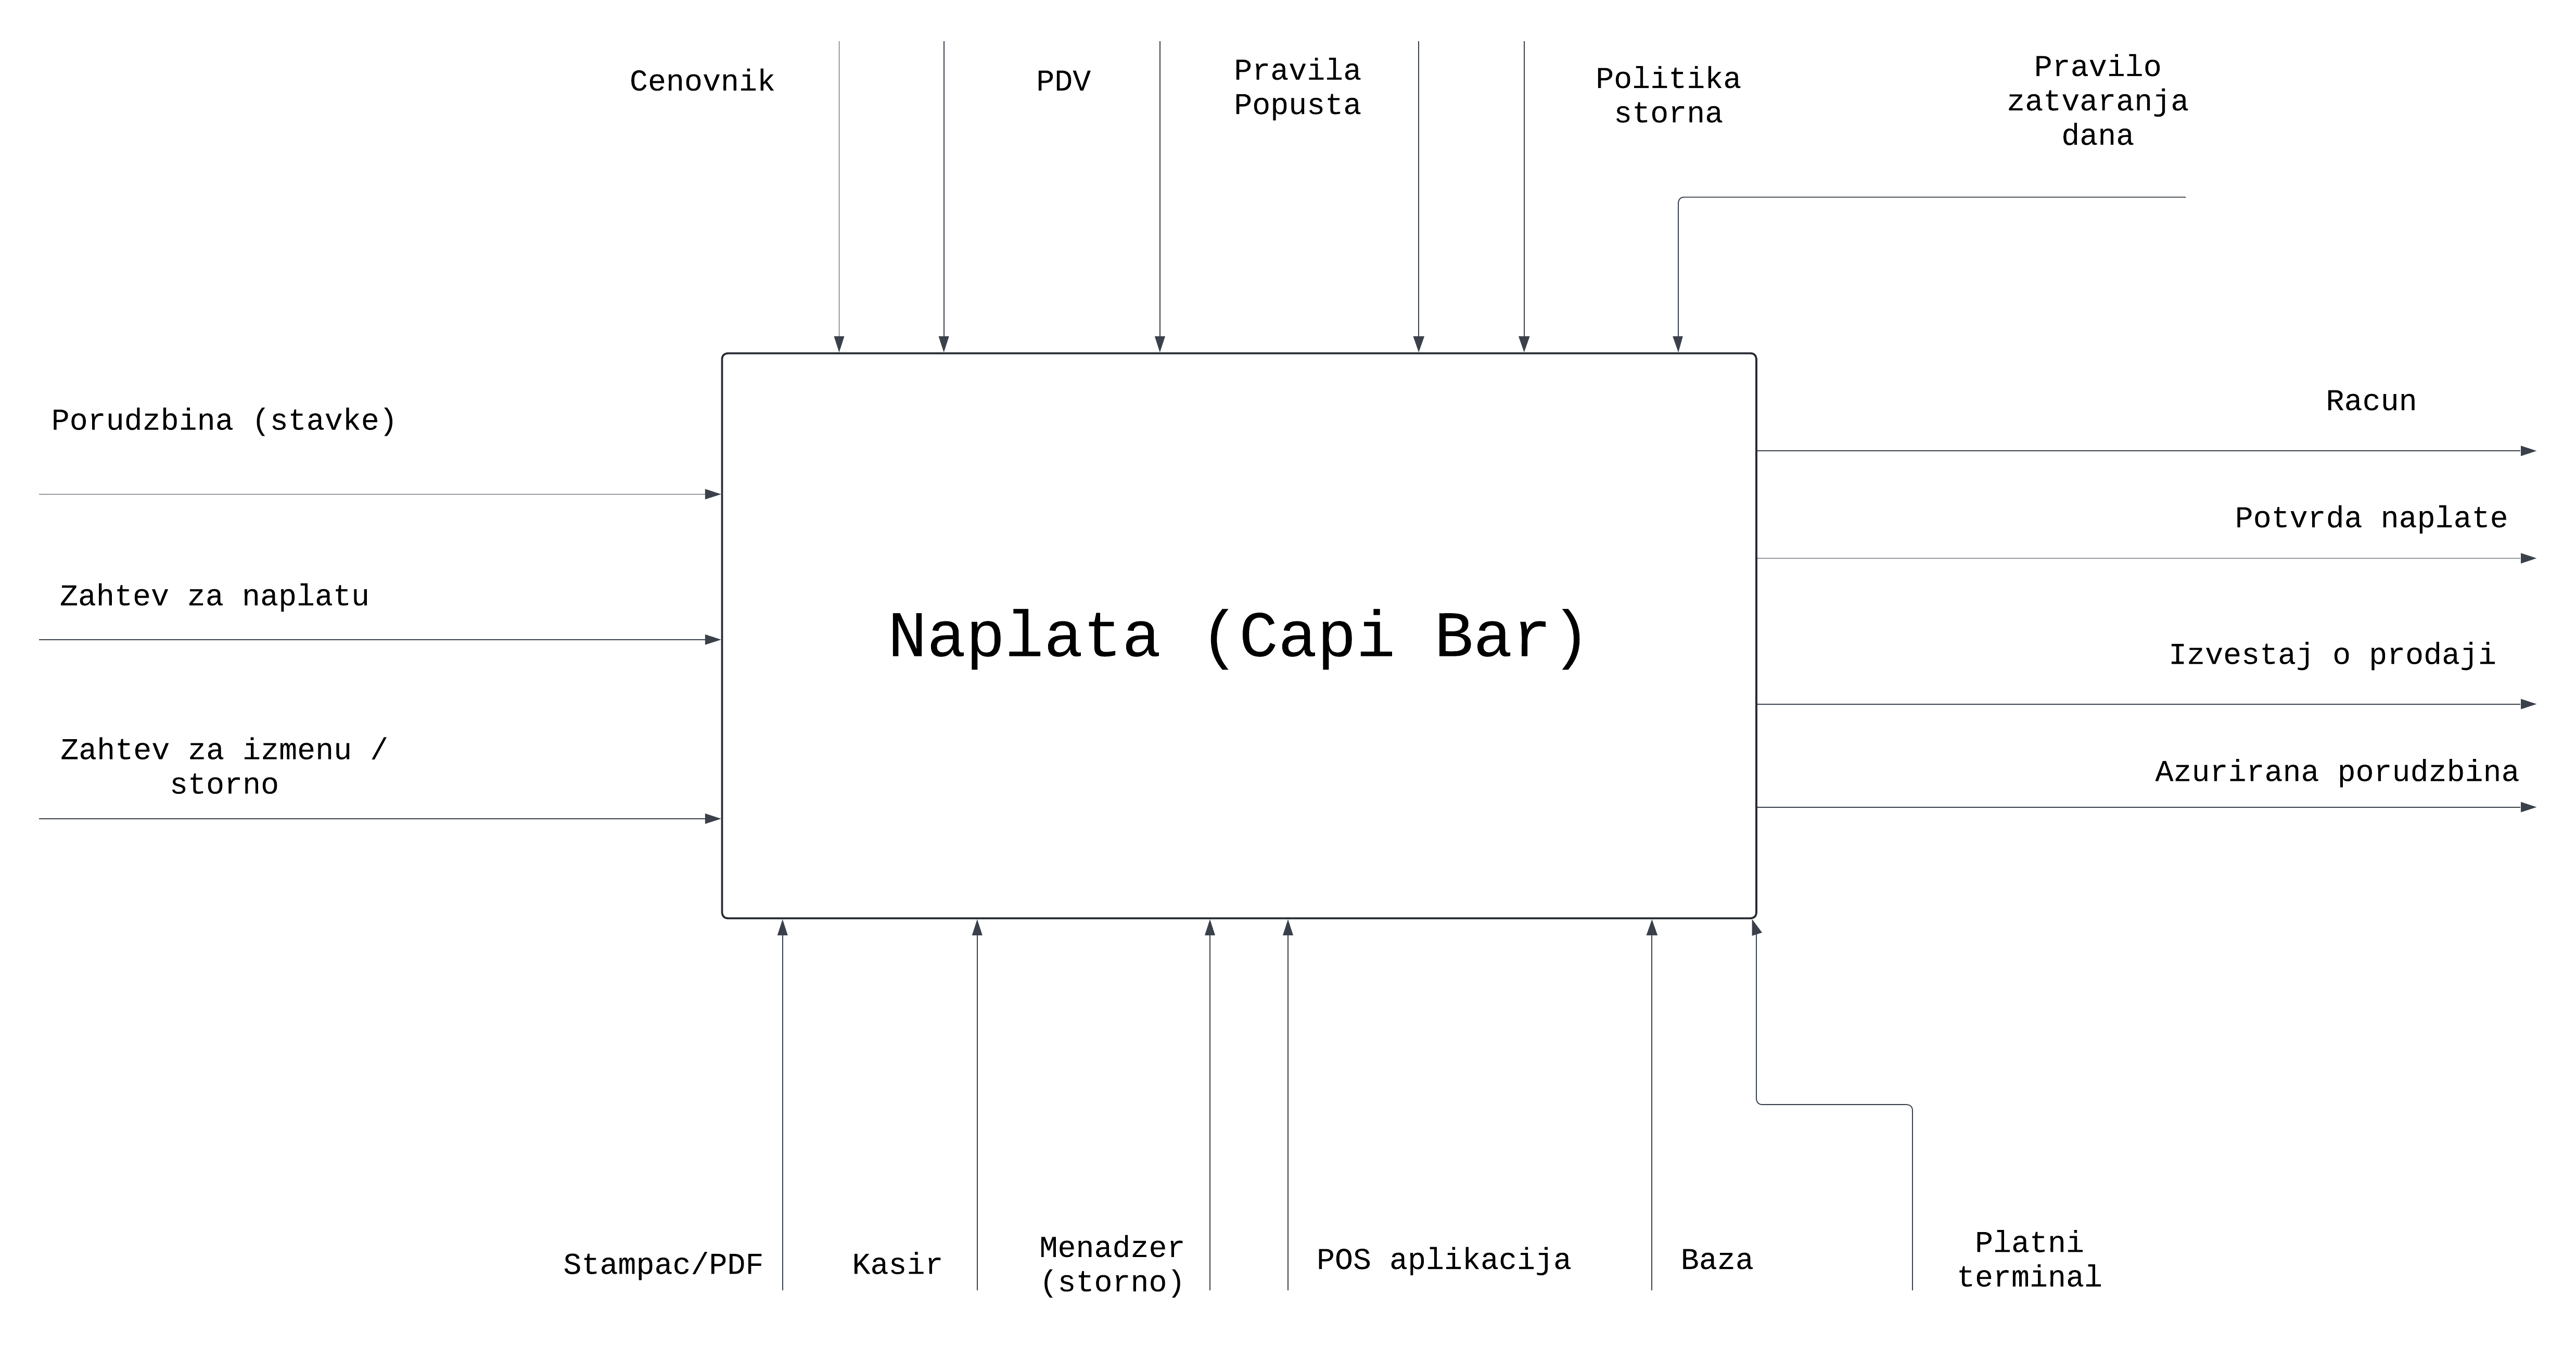 Cenovnik
PDV
Pravila
Popusta
Politika
storna
Pravilo
zatvaranja
dana
Porudzbina (stavke)
Zahtev za naplatu
Zahtev za izmenu /
storno
Naplata (Capi Bar)
Racun
Potvrda naplate
Izvestaj o prodaji
Azurirana porudzbina
Stampac/PDF
Kasir
Menadzer
(storno)
POS aplikacija
Baza
Platni
terminal